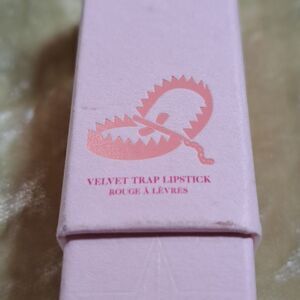 VELVET TRAP LIPSTICK
ROUGE À LÈVRES